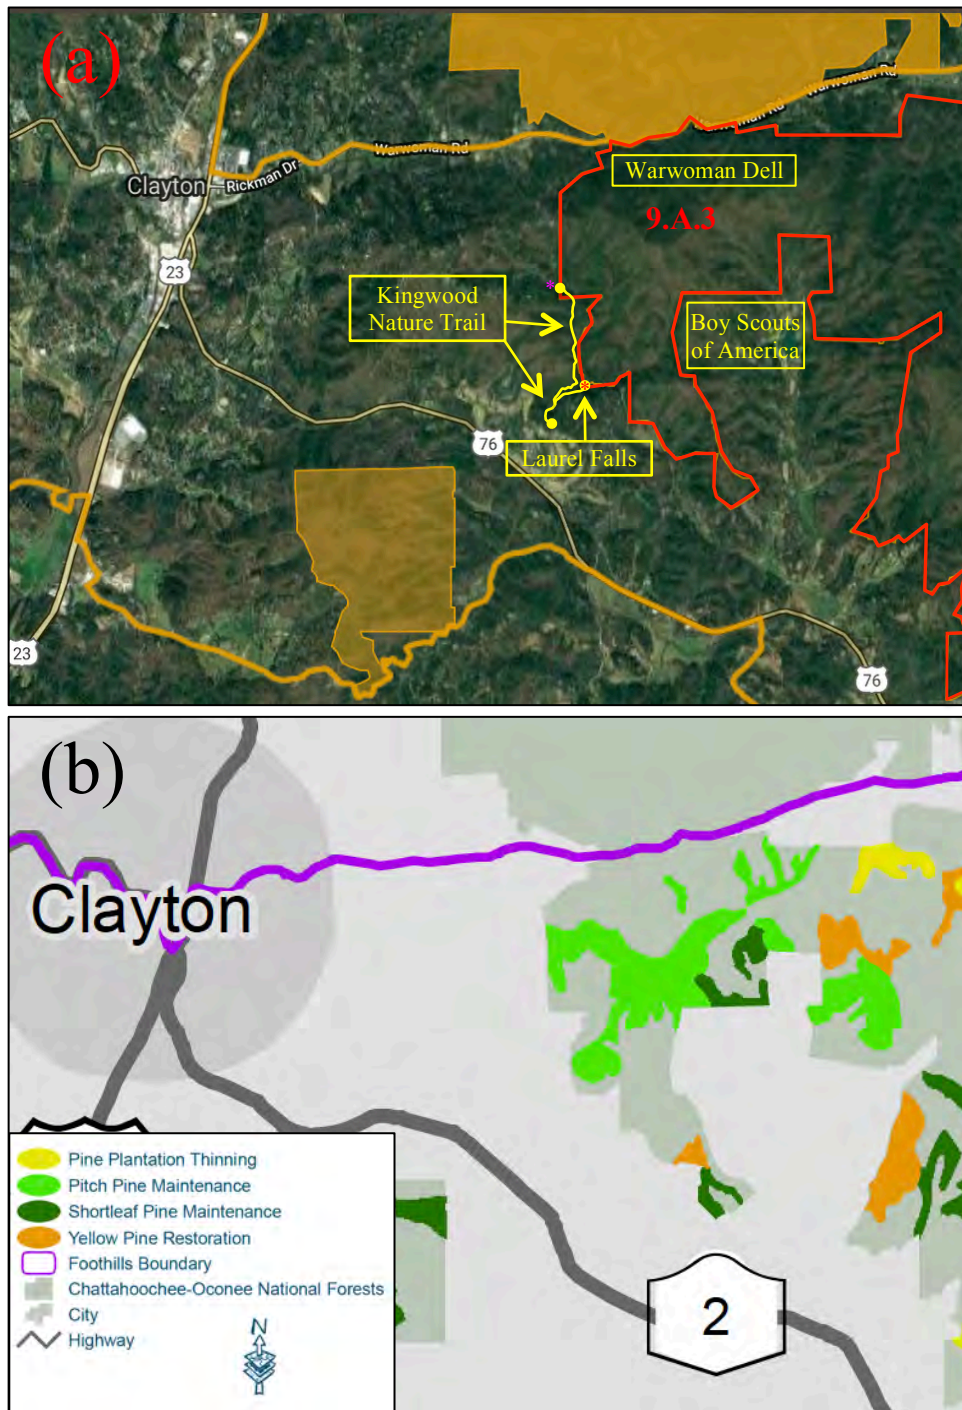 (a)
Warwoman Rd
Warwoman Rd
Warwoman Rd
Clayton
Rickman Dr
Warwoman Dell
9.A.3
23
*
Kingwood
Nature Trail
Boy Scouts
of America
*
76
Laurel Falls
23
76
(b)
Clayton
Pine Plantation Thinning
Pitch Pine Maintenance
Shortleaf Pine Maintenance
Yellow Pine Restoration
Foothills Boundary
Chattahoochee-Oconee National Forests
City
Highway
N
2